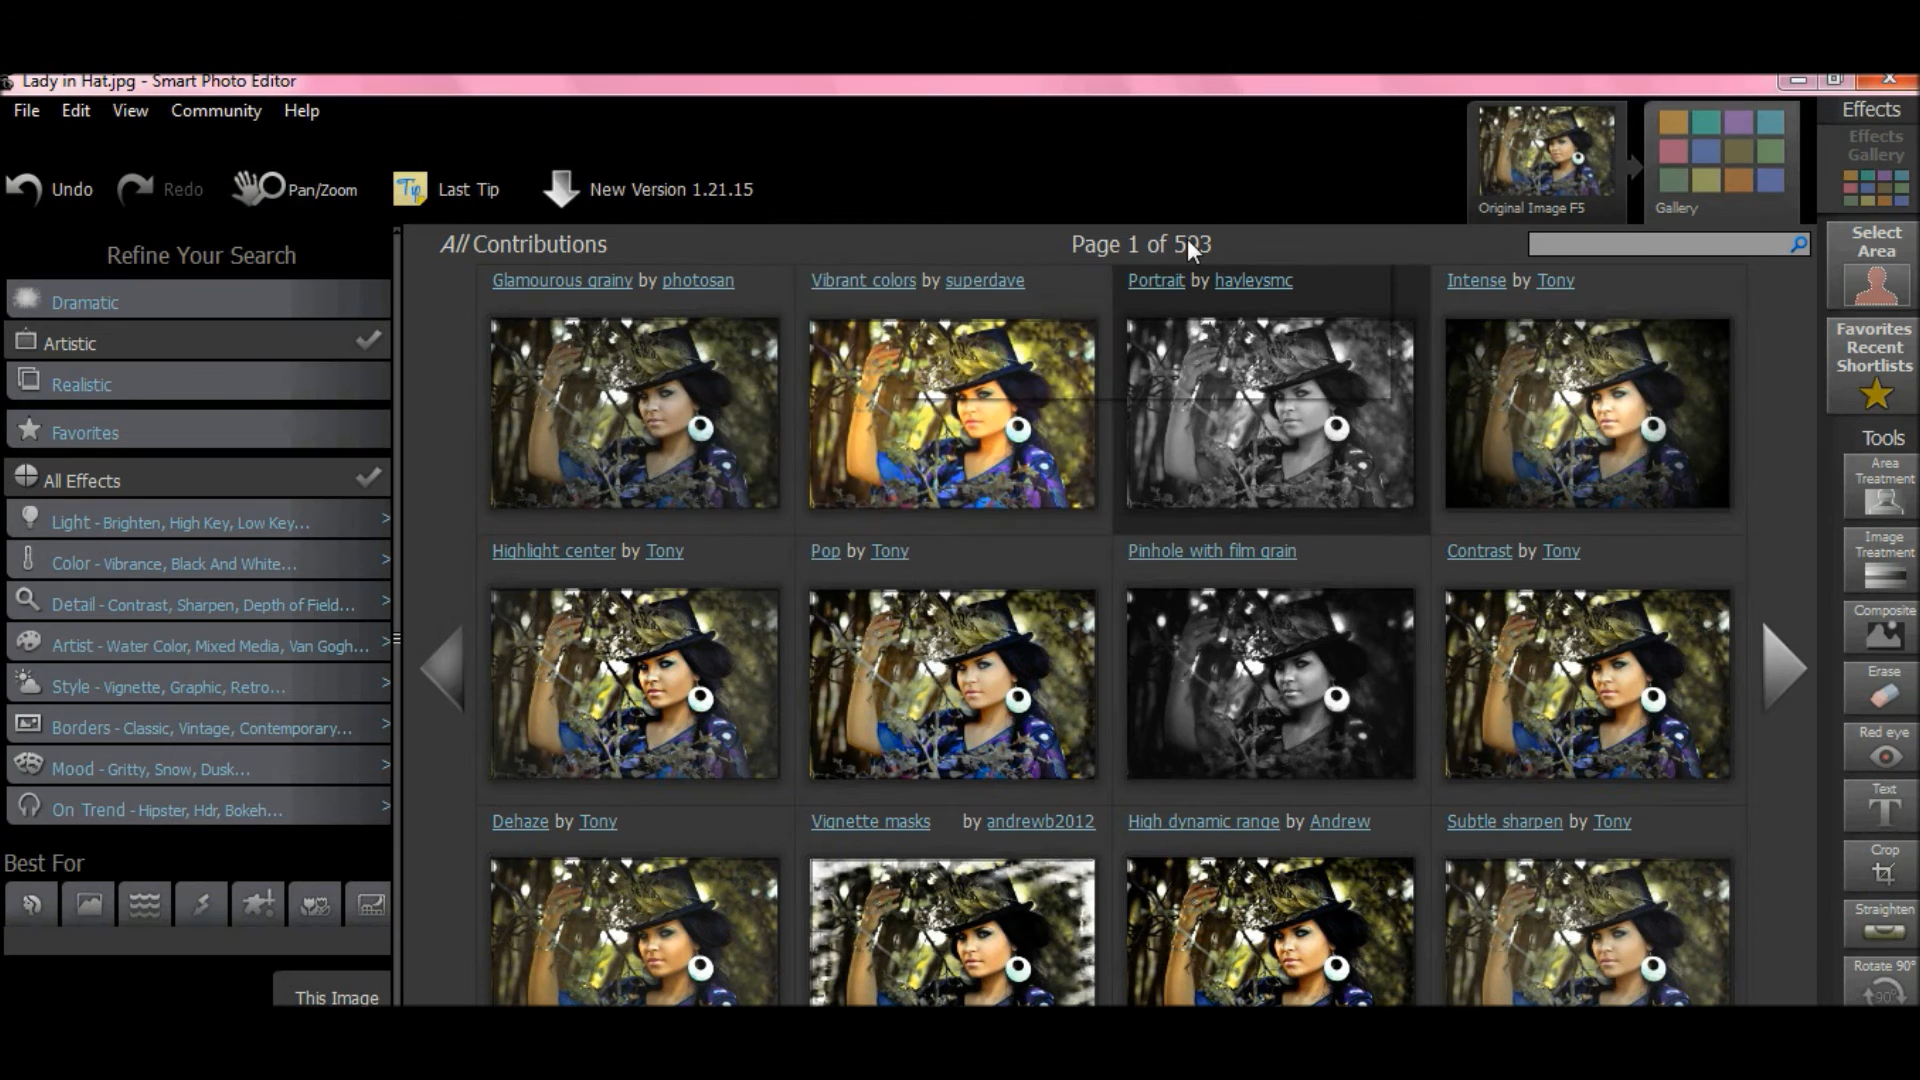 Lady in Hat.jpg - Smart Photo Editor
File Edit View Community Help
Undo Redo Pan/Zoom Tip Last Tip New Version 1.21.15
Original Image F5
Gallery
Effects
Effects
Gallery
Select
Area
Favorites
Recent
Shortlists
Tools
Area
Treatment
Image
Treatment
Composite
Erase
Red eye
Text
T
Crop
Straighten
Rotate 90°
90°
Refine Your Search
Dramatic
Artistic
Realistic
Favorites
All Effects
Light - Brighten, High Key, Low Key...
Color - Vibrance, Black And White...
Detail - Contrast, Sharpen, Depth of Field...
Artist - Water Color, Mixed Media, Van Gogh...
Style - Vignette, Graphic, Retro...
Borders - Classic, Vintage, Contemporary...
Mood - Gritty, Snow, Dusk...
On Trend - Hipster, Hdr, Bokeh...
Best For
This Image
All Contributions
Page 1 of
Glamourous grainy by photosan
Vibrant colors by superdave
Portrait by hayleysmc
Intense by Tony
Highlight center by Tony
Pop by Tony
Pinhole with film grain
Contrast by Tony
Dehaze by Tony
Vignette masks by andrewb2012
High dynamic range by Andrew
Subtle sharpen by Tony